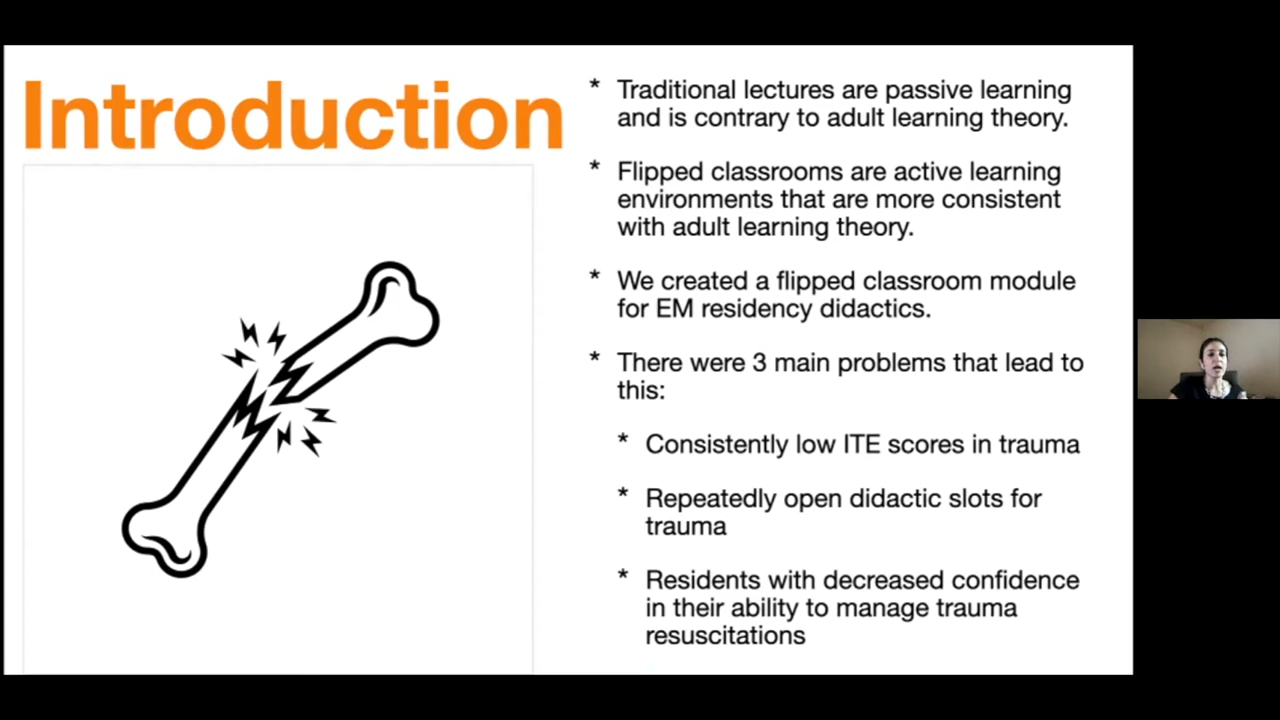 Introduction
* Traditional lectures are passive learning
and is contrary to adult learning theory.
* Flipped classrooms are active learning
environments that are more consistent
with adult learning theory.
* We created a flipped classroom module
for EM residency didactics.
* There were 3 main problems that lead to
this:
* Consistently low ITE scores in trauma
* Repeatedly open didactic slots for
trauma
* Residents with decreased confidence
in their ability to manage trauma
resuscitations